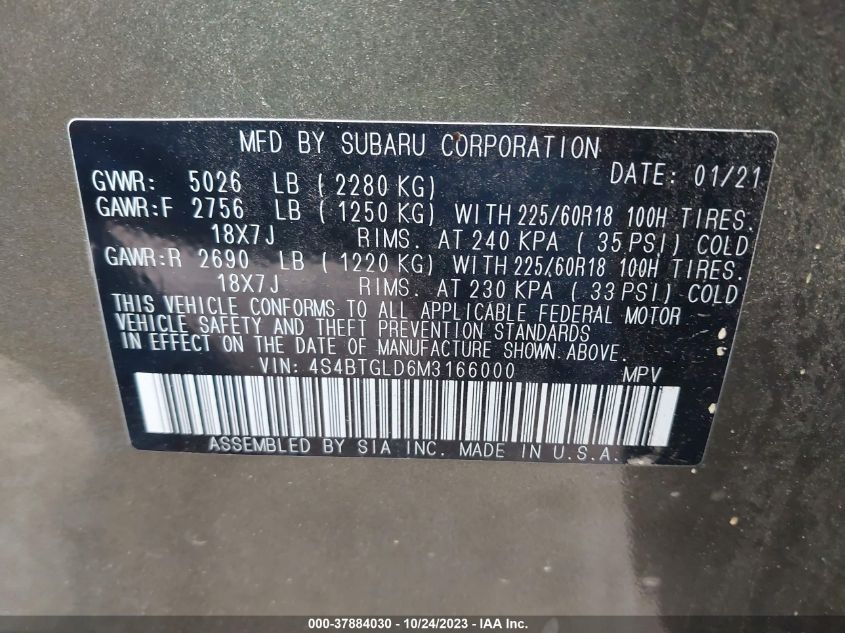 MFD BY SUBARU CORPORATION
DATE: 01/21
GVWR: 5026 LB ( 2280 KG)
GAWR:F 2756 LB ( 1250 KG) WITH 225/60R18 100H TIRES.
18X7J RIMS. AT 240 KPA ( 35 PSI) COLD
GAWR:R 2690 LB ( 1220 KG) WITH 225/60R18 100H TIRES.
18X7J RIMS. AT 230 KPA ( 33 PSI) COLD
THIS VEHICLE CONFORMS TO ALL APPLICABLE FEDERAL MOTOR
VEHICLE SAFETY AND THEFT PREVENTION STANDARDS
IN EFFECT ON THE DATE OF MANUFACTURE SHOWN ABOVE.
VIN: 4S4BTGLD6M3166000 MPV
ASSEMBLED BY SIA INC. MADE IN U.S.A.
000-37884030 - 10/24/2023 - IAA Inc.